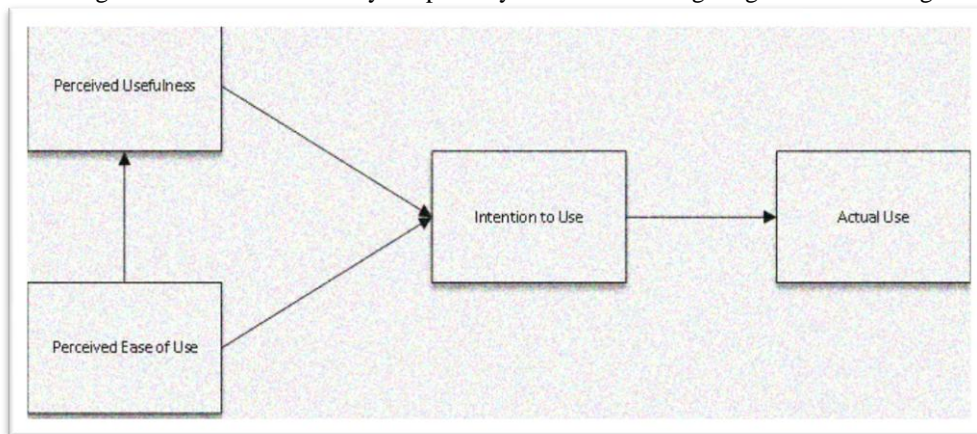 Perceived Usefulness
Intention to Use
Actual Use
Perceived Ease of Use